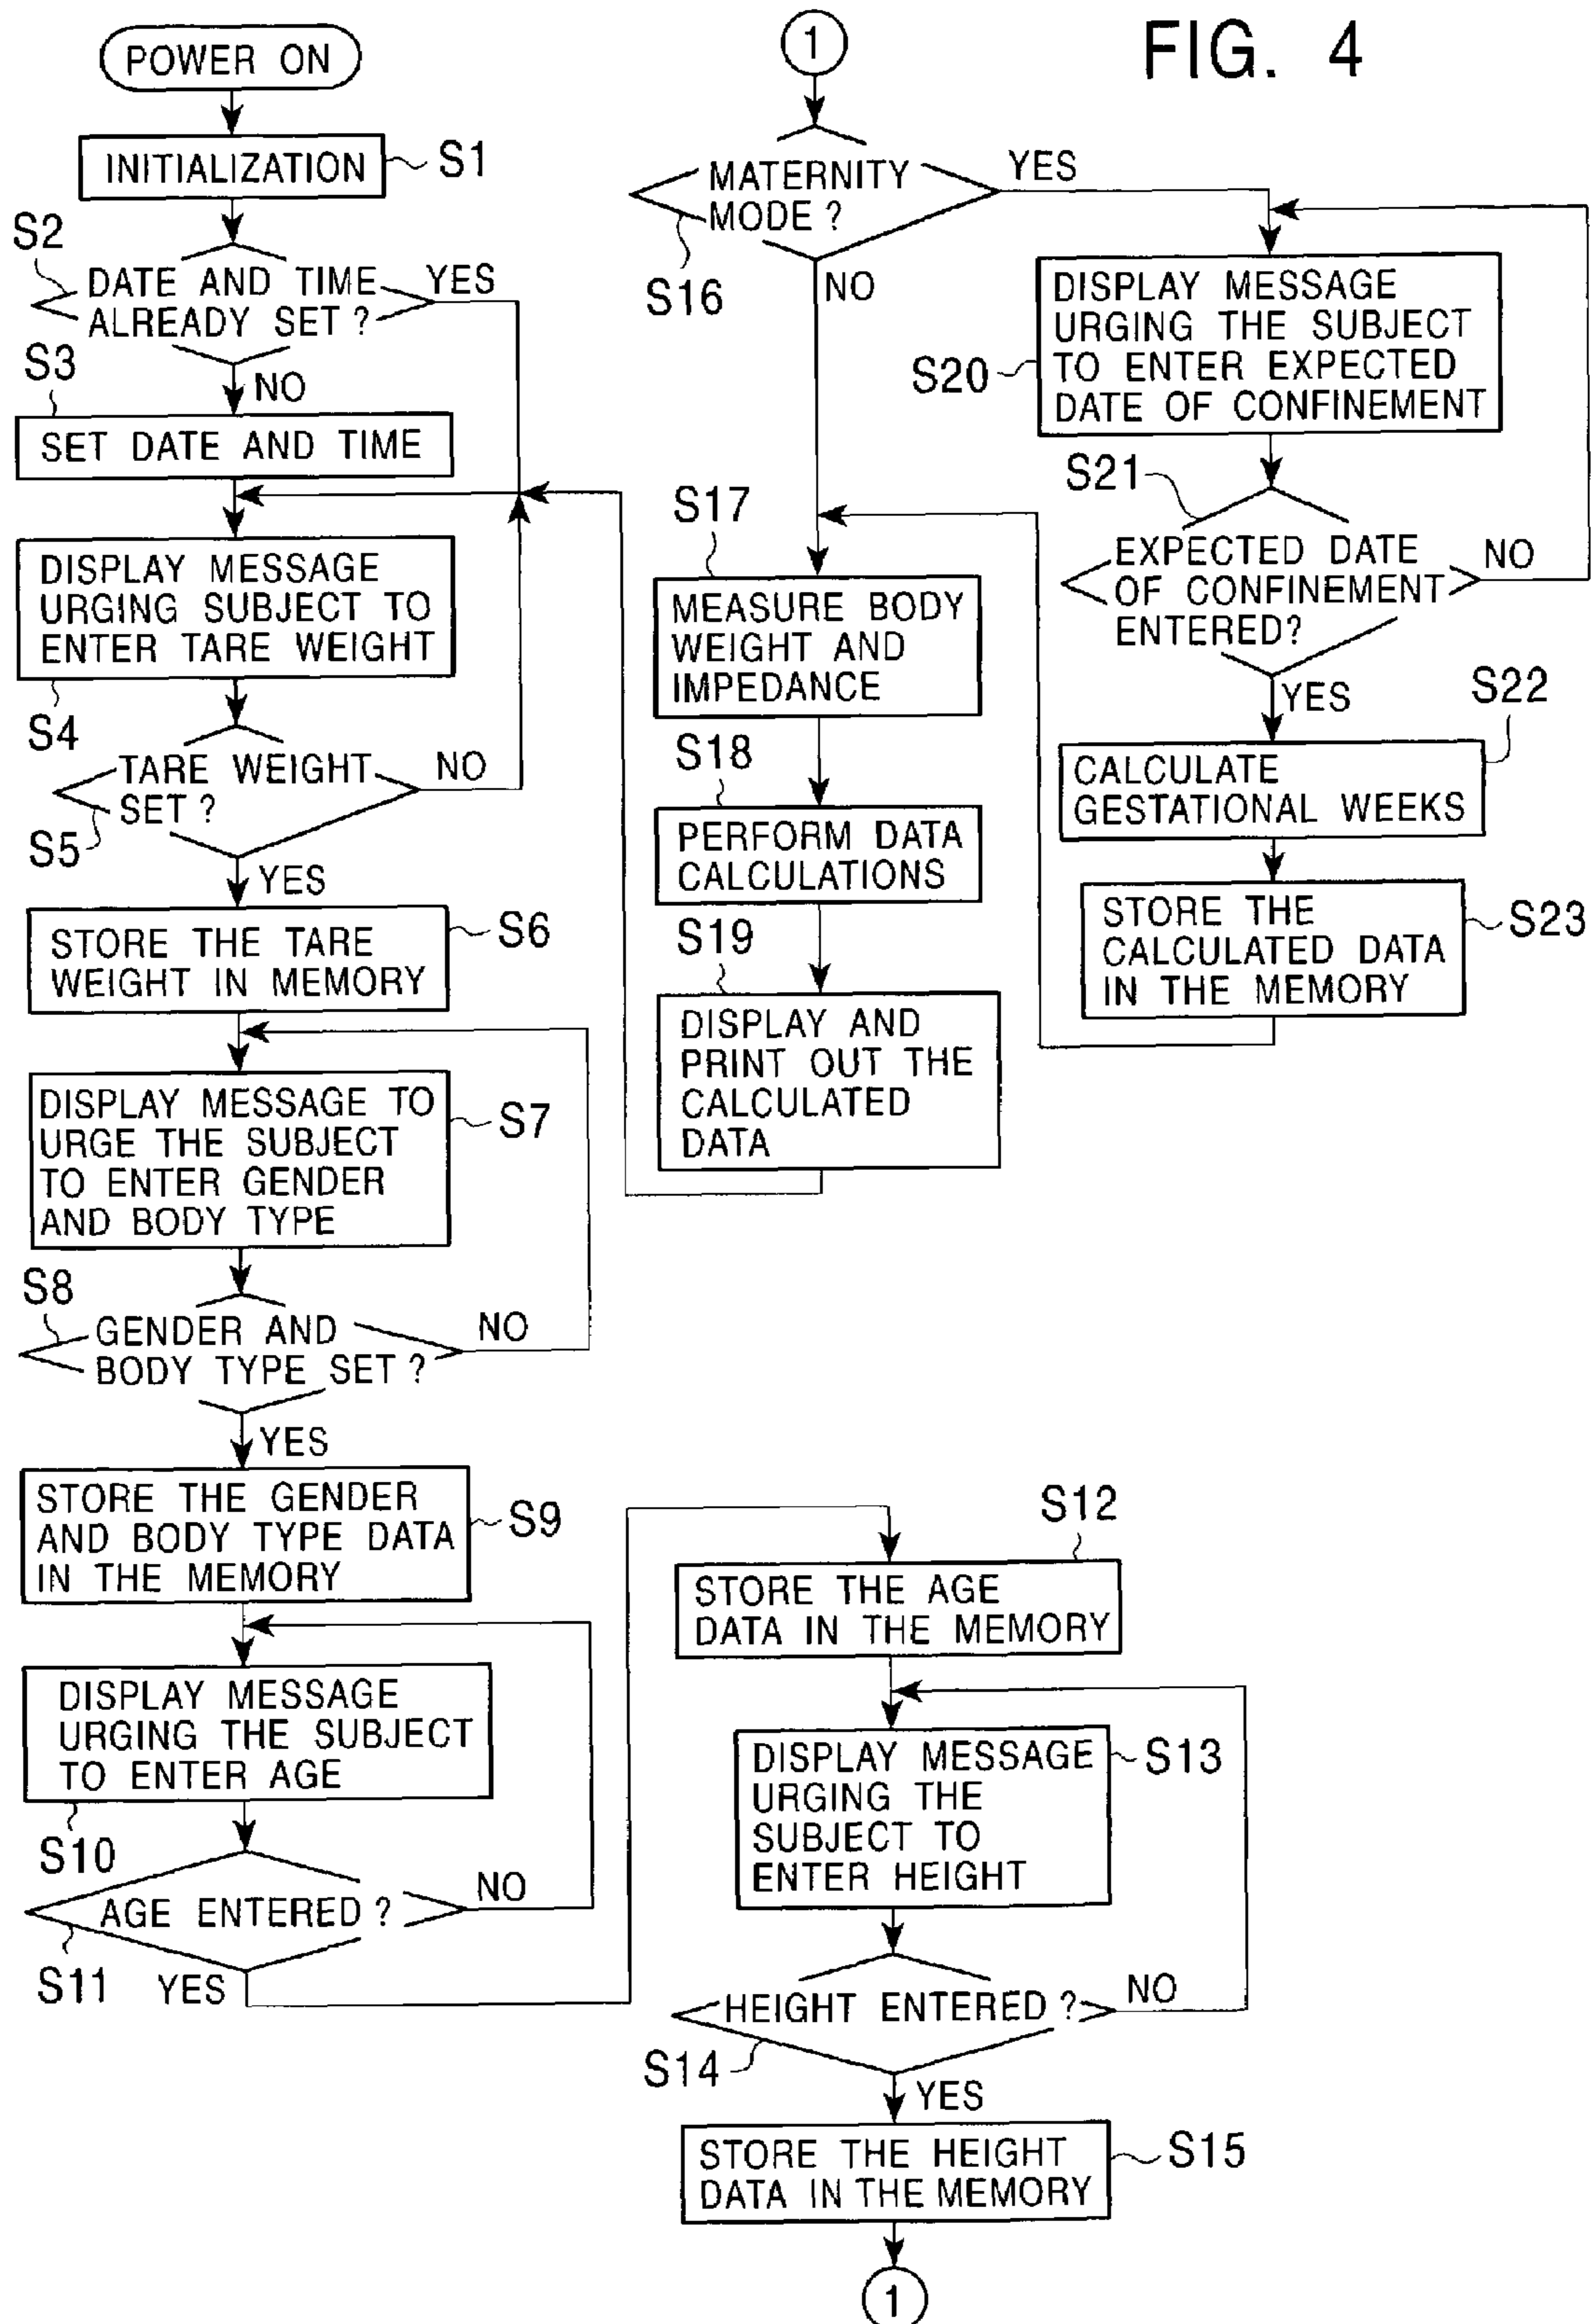 FIG. 4
POWER ON
INITIALIZATION
S1
S2
DATE AND TIME
ALREADY SET ?
YES
NO
S3
SET DATE AND TIME
DISPLAY MESSAGE
URGING SUBJECT TO
ENTER TARE WEIGHT
S4
TARE WEIGHT
SET ?
NO
S5
YES
STORE THE TARE
WEIGHT IN MEMORY
S6
DISPLAY MESSAGE TO
URGE THE SUBJECT
TO ENTER GENDER
AND BODY TYPE
S7
S8
GENDER AND
BODY TYPE SET ?
NO
YES
STORE THE GENDER
AND BODY TYPE DATA
IN THE MEMORY
S9
DISPLAY MESSAGE
URGING THE SUBJECT
TO ENTER AGE
S10
AGE ENTERED ?
NO
S11
YES
S12
STORE THE AGE
DATA IN THE MEMORY
DISPLAY MESSAGE
URGING THE
SUBJECT TO
ENTER HEIGHT
S13
HEIGHT ENTERED ?
NO
S14
YES
STORE THE HEIGHT
DATA IN THE MEMORY
S15
1
1
MATERNITY
MODE ?
YES
S16
NO
S17
MEASURE BODY
WEIGHT AND
IMPEDANCE
S18
PERFORM DATA
CALCULATIONS
S19
DISPLAY AND
PRINT OUT THE
CALCULATED
DATA
DISPLAY MESSAGE
URGING THE SUBJECT
TO ENTER EXPECTED
DATE OF CONFINEMENT
S20
S21
EXPECTED DATE
OF CONFINEMENT
ENTERED?
NO
YES
S22
CALCULATE
GESTATIONAL WEEKS
STORE THE
CALCULATED DATA
IN THE MEMORY
S23